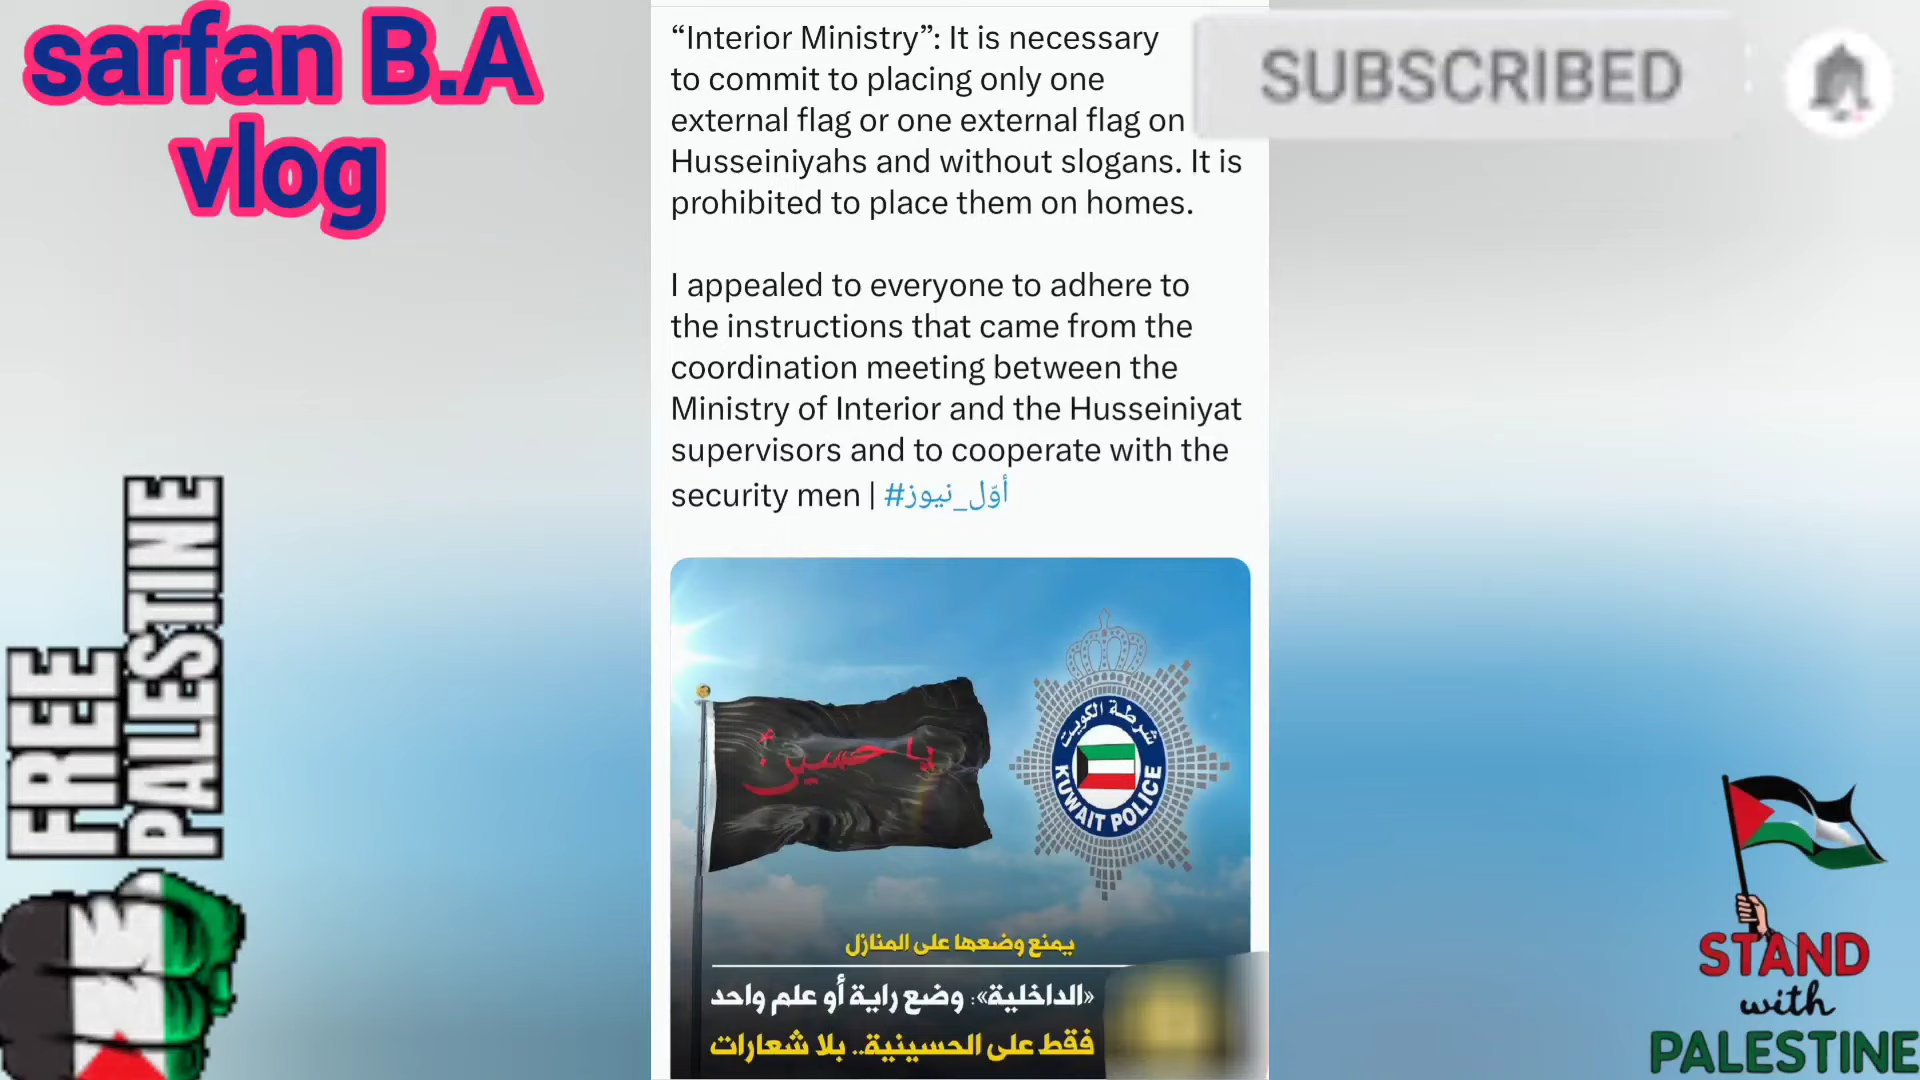 sarfan B.A
vlog
“Interior Ministry”: It is necessary
to commit to placing only one
external flag or one external flag on
Husseiniyahs and without slogans. It is
prohibited to place them on homes.
I appealed to everyone to adhere to
the instructions that came from the
coordination meeting between the
Ministry of Interior and the Husseiniyat
supervisors and to cooperate with the
security men | #أوّل_نيوز
SUBSCRIBED
FREE
PALESTINE
يا حسين
شرطة الكويت
KUWAIT POLICE
يمنع وضعها على المنازل
«الداخلية»: وضع راية أو علم واحد
فقط على الحسينية.. بلا شعارات
STAND
with
PALESTINE